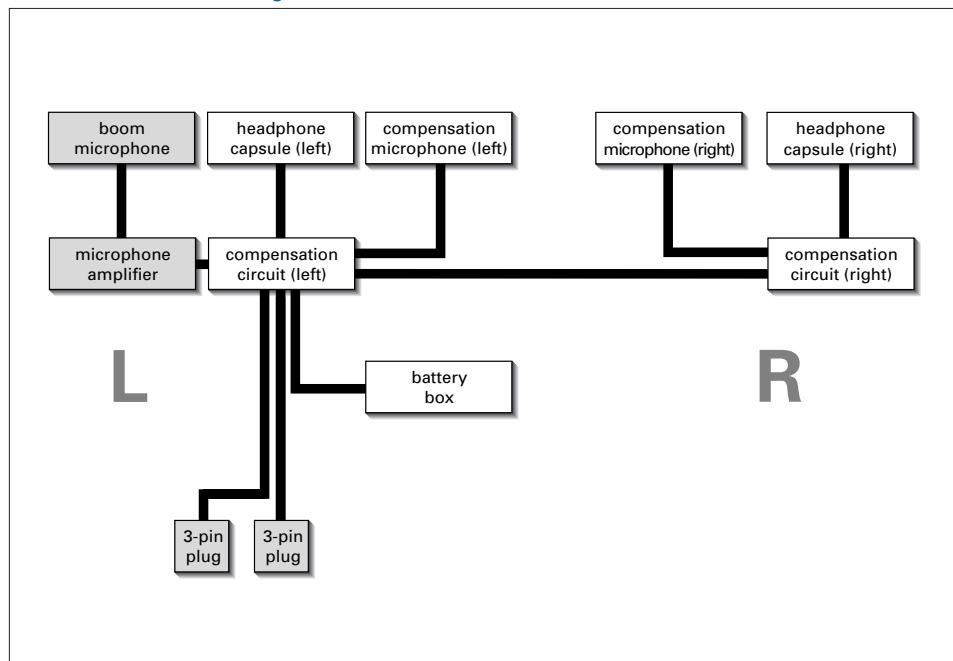 boom
microphone
headphone
capsule (left)
compensation
microphone (left)
compensation
microphone (right)
headphone
capsule (right)
microphone
amplifier
compensation
circuit (left)
compensation
circuit (right)
L
R
battery
box
3-pin
plug
3-pin
plug